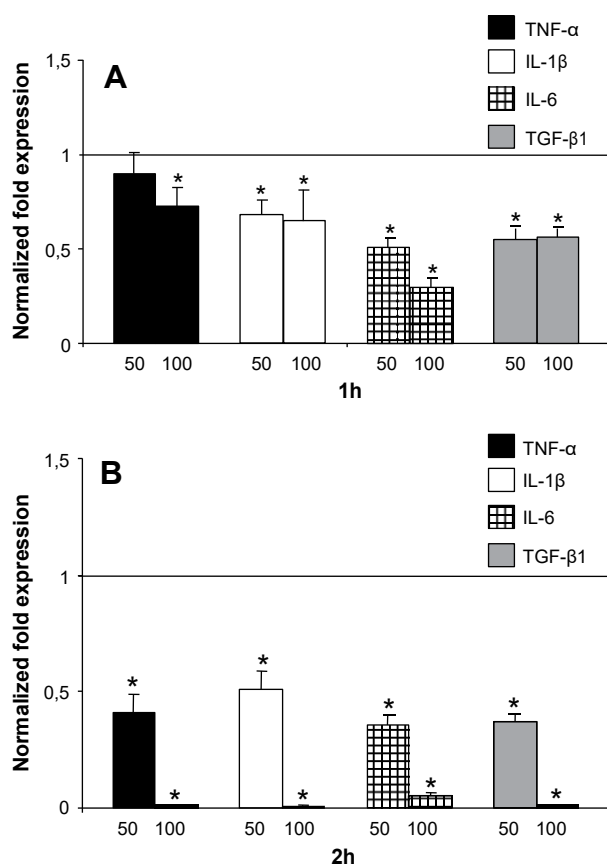 TNF-α
IL-1β
IL-6
TGF-β1
A
Normalized fold expression
1,5
1
0,5
0
* * * * * * *
50 100 50 100 50 100 50 100
1h
TNF-α
IL-1β
IL-6
TGF-β1
B
Normalized fold expression
1,5
1
0,5
0
* * * * * * * *
50 100 50 100 50 100 50 100
2h